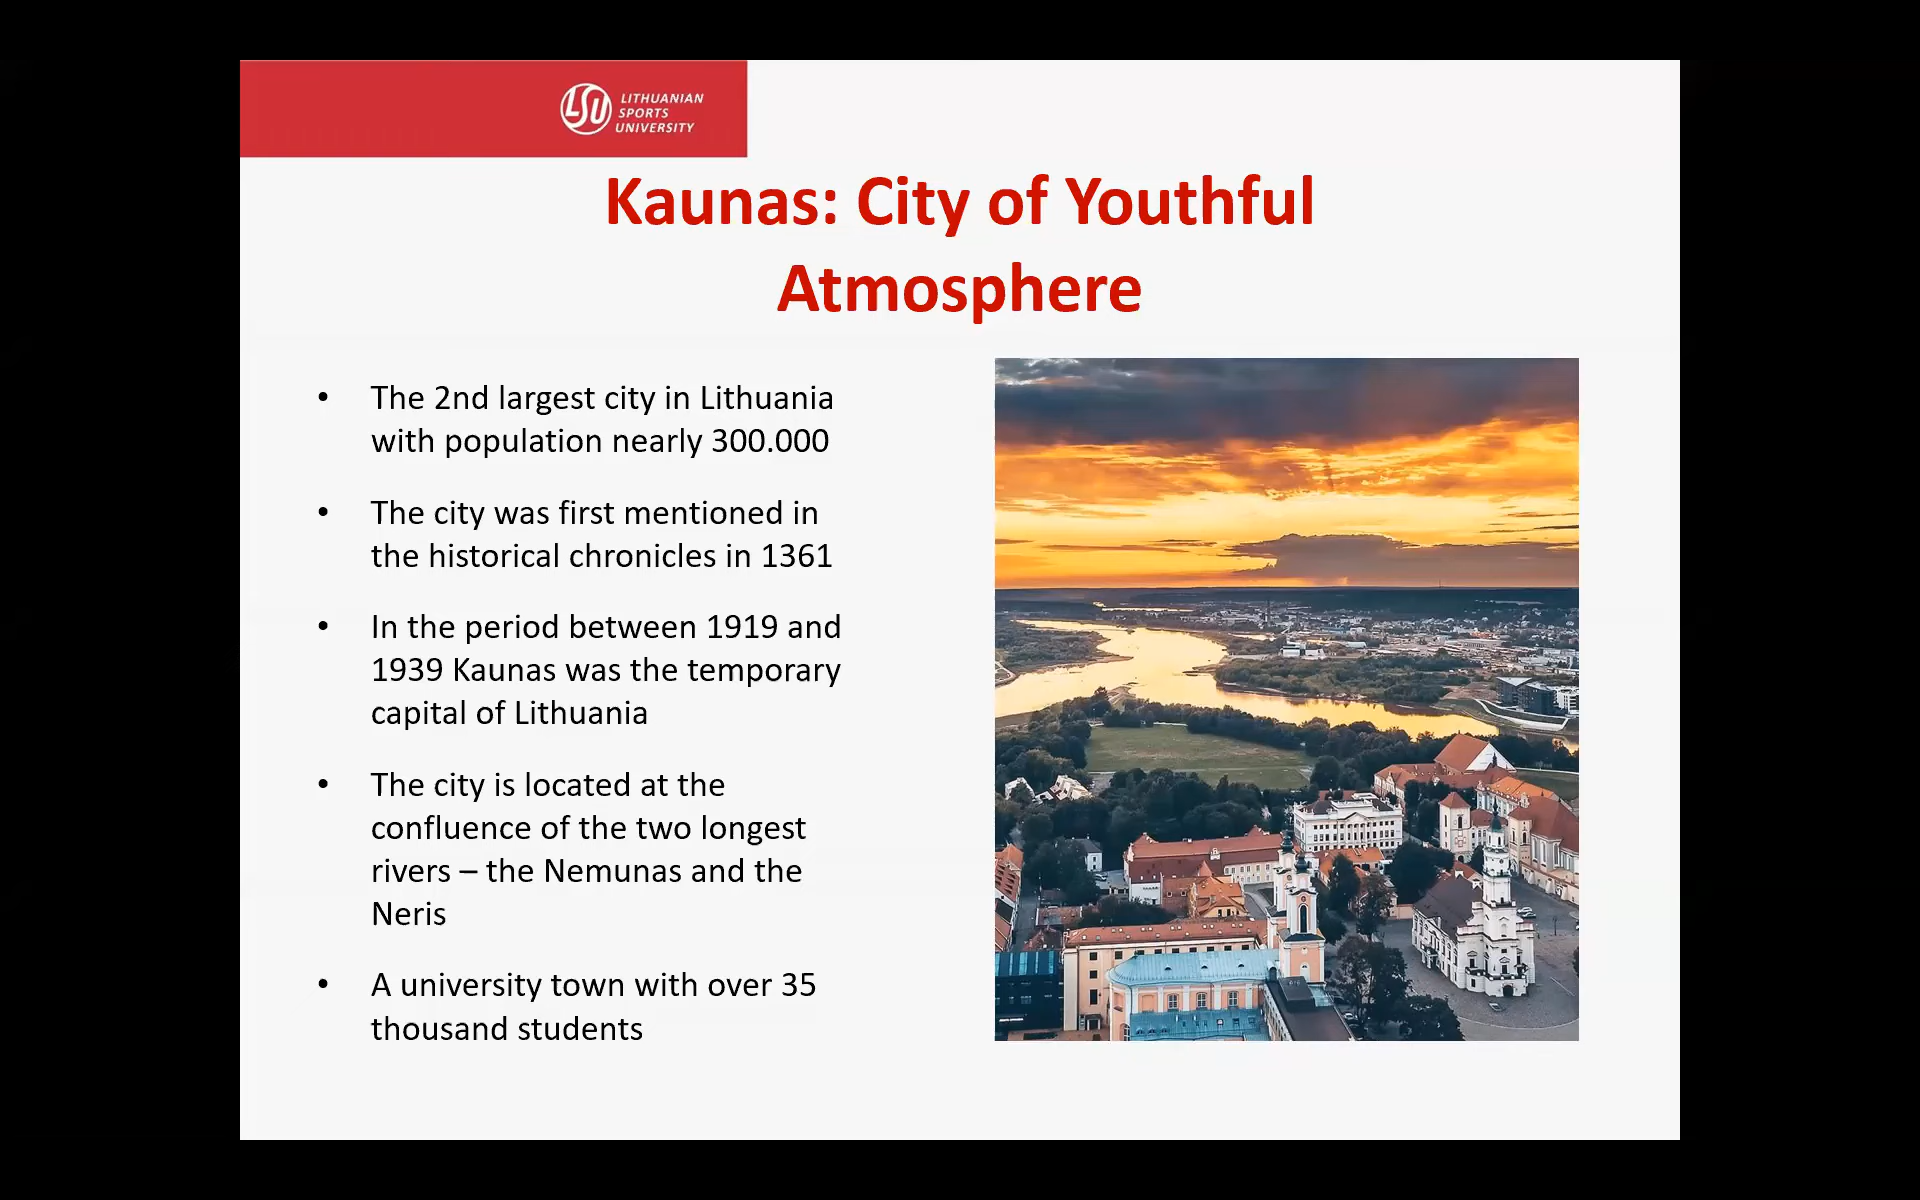 LITHUANIAN
SPORTS
UNIVERSITY
LSU
Kaunas: City of Youthful
Atmosphere
• The 2nd largest city in Lithuania
with population nearly 300.000
• The city was first mentioned in
the historical chronicles in 1361
• In the period between 1919 and
1939 Kaunas was the temporary
capital of Lithuania
• The city is located at the
confluence of the two longest
rivers – the Nemunas and the
Neris
• A university town with over 35
thousand students